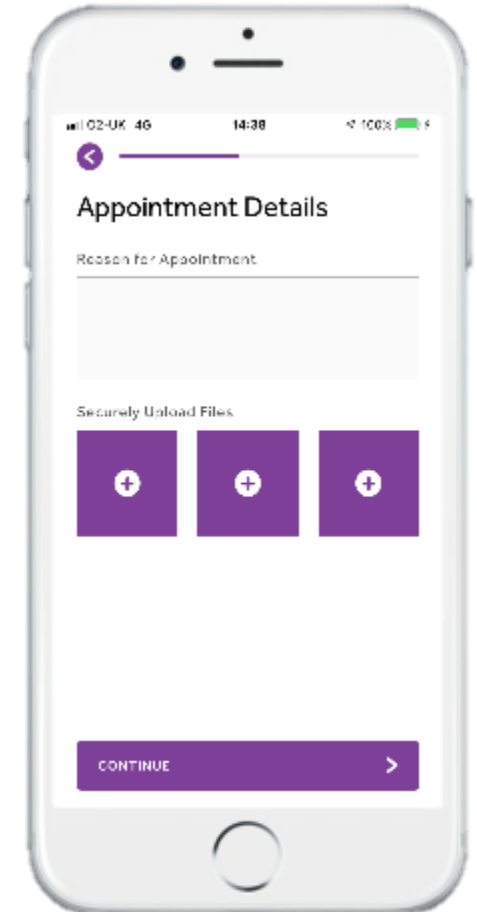 O2-UK 4G 14:38 100%
Appointment Details
Reason for Appointment
Securely Upload Files
CONTINUE